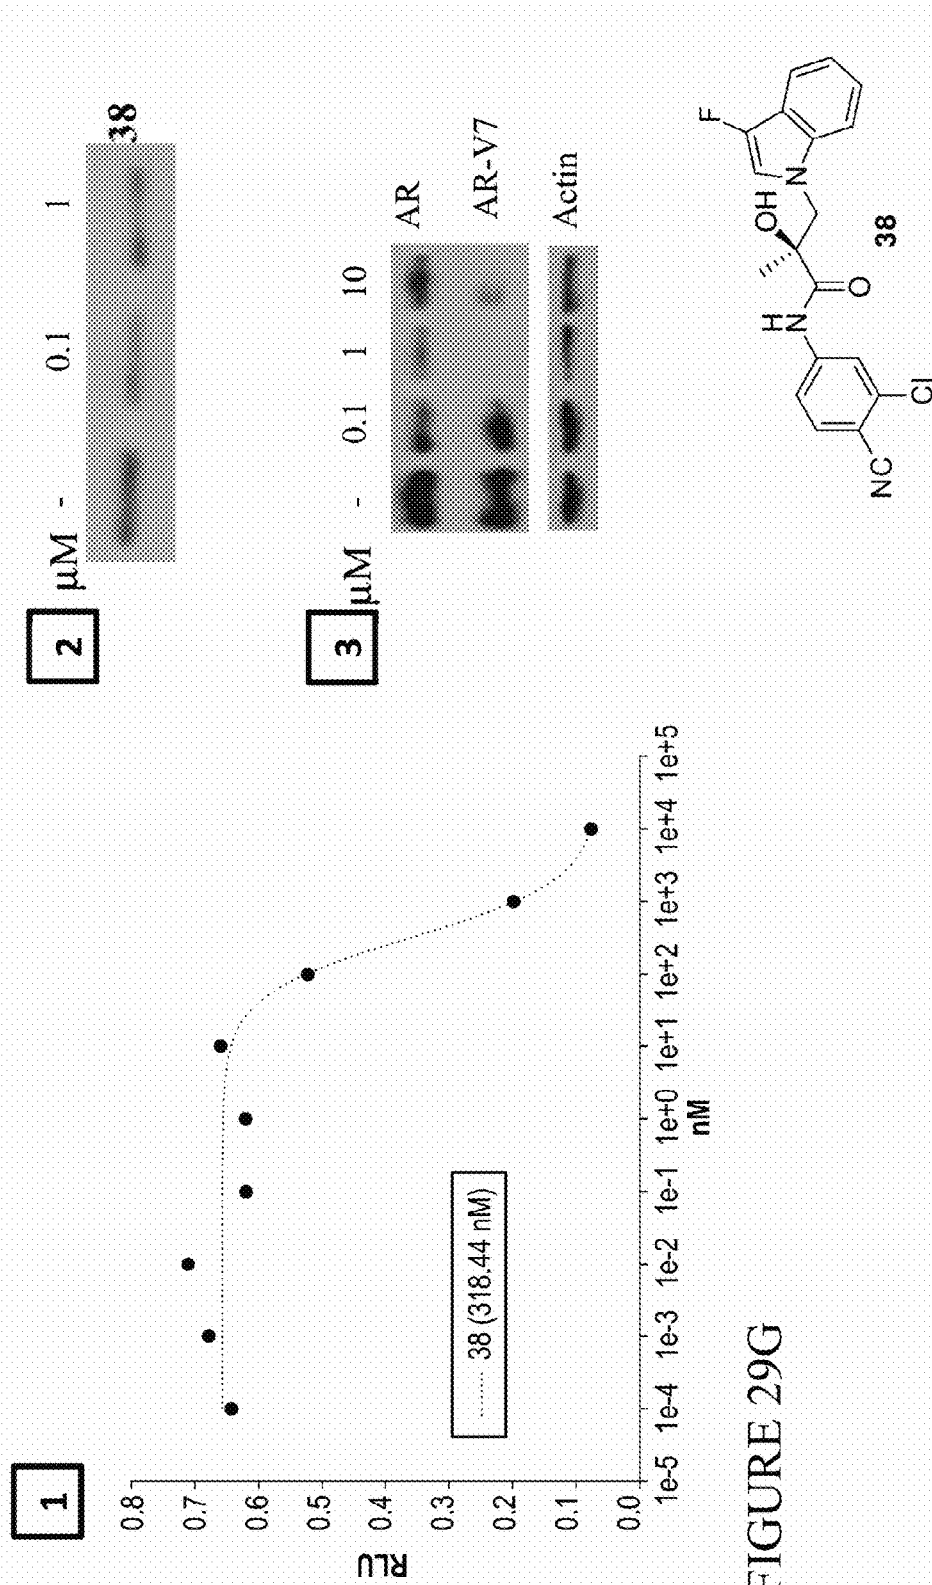 1
0.8
0.7
0.6
0.5
0.4
0.3
0.2
0.1
0.0
RLU
1e-5 1e-4 1e-3 1e-2 1e-1 1e+0 1e+1 1e+2 1e+3 1e+4 1e+5
nM
38 (318.44 nM)
2
μM - 0.1 1
38
3
μM - 0.1 1 10
AR
AR-V7
Actin
F
N
OH
O
H
N
Cl
NC
38
FIGURE 29G